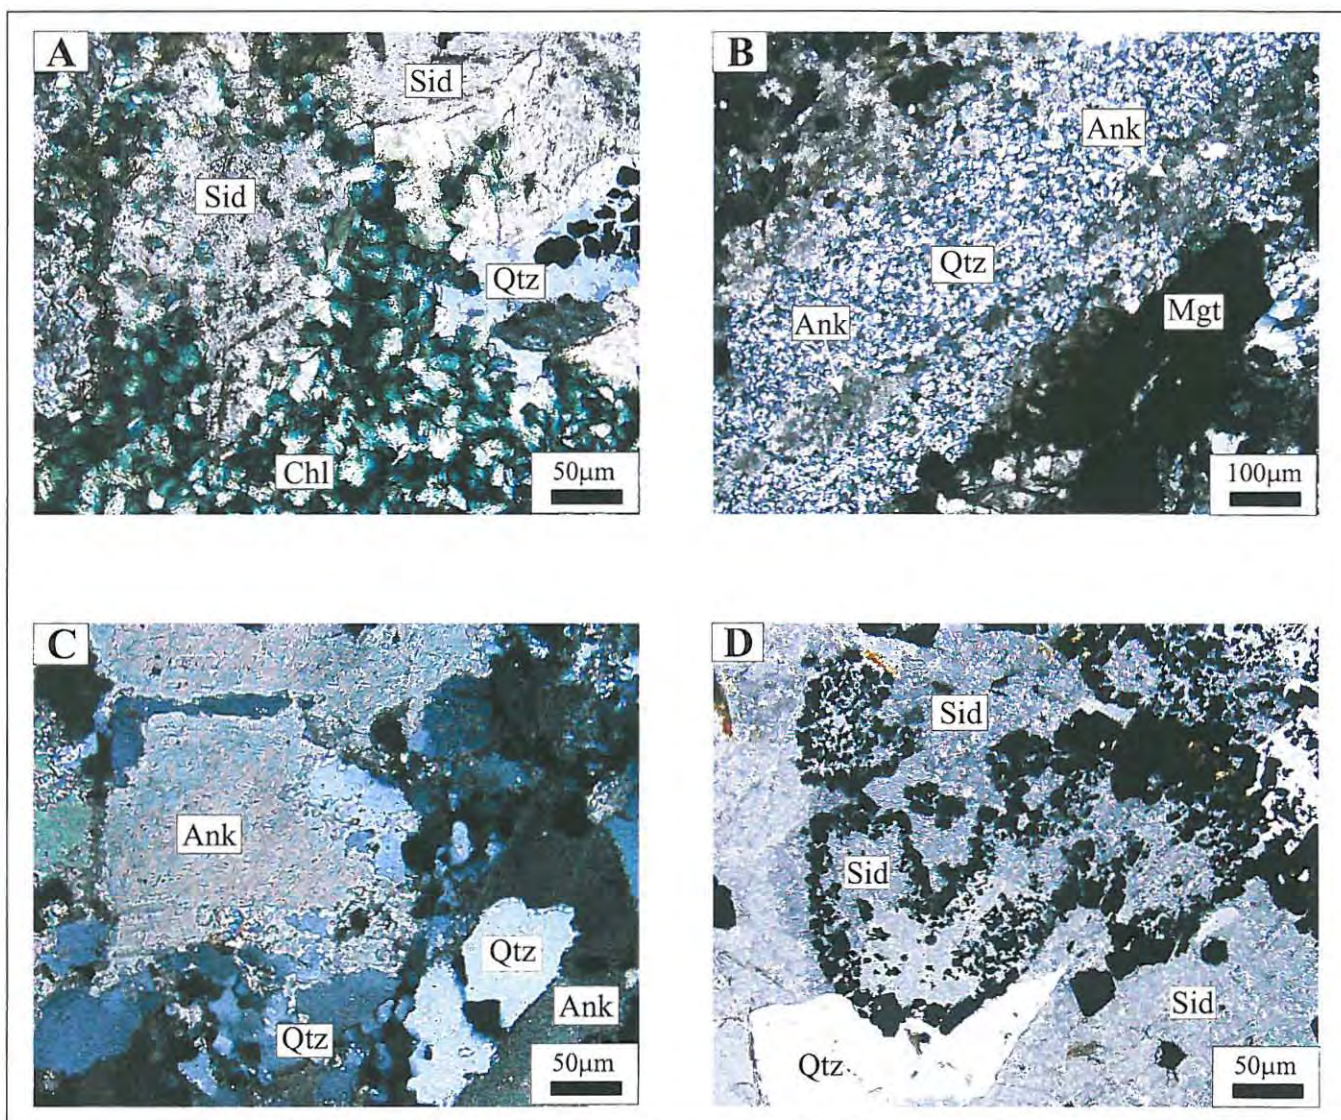 A
Sid
Sid
Qtz
Chl
50µm
B
Ank
Qtz
Ank
Mgt
100µm
C
Ank
Qtz
Ank
Qtz
50µm
D
Sid
Sid
Sid
Qtz
50µm